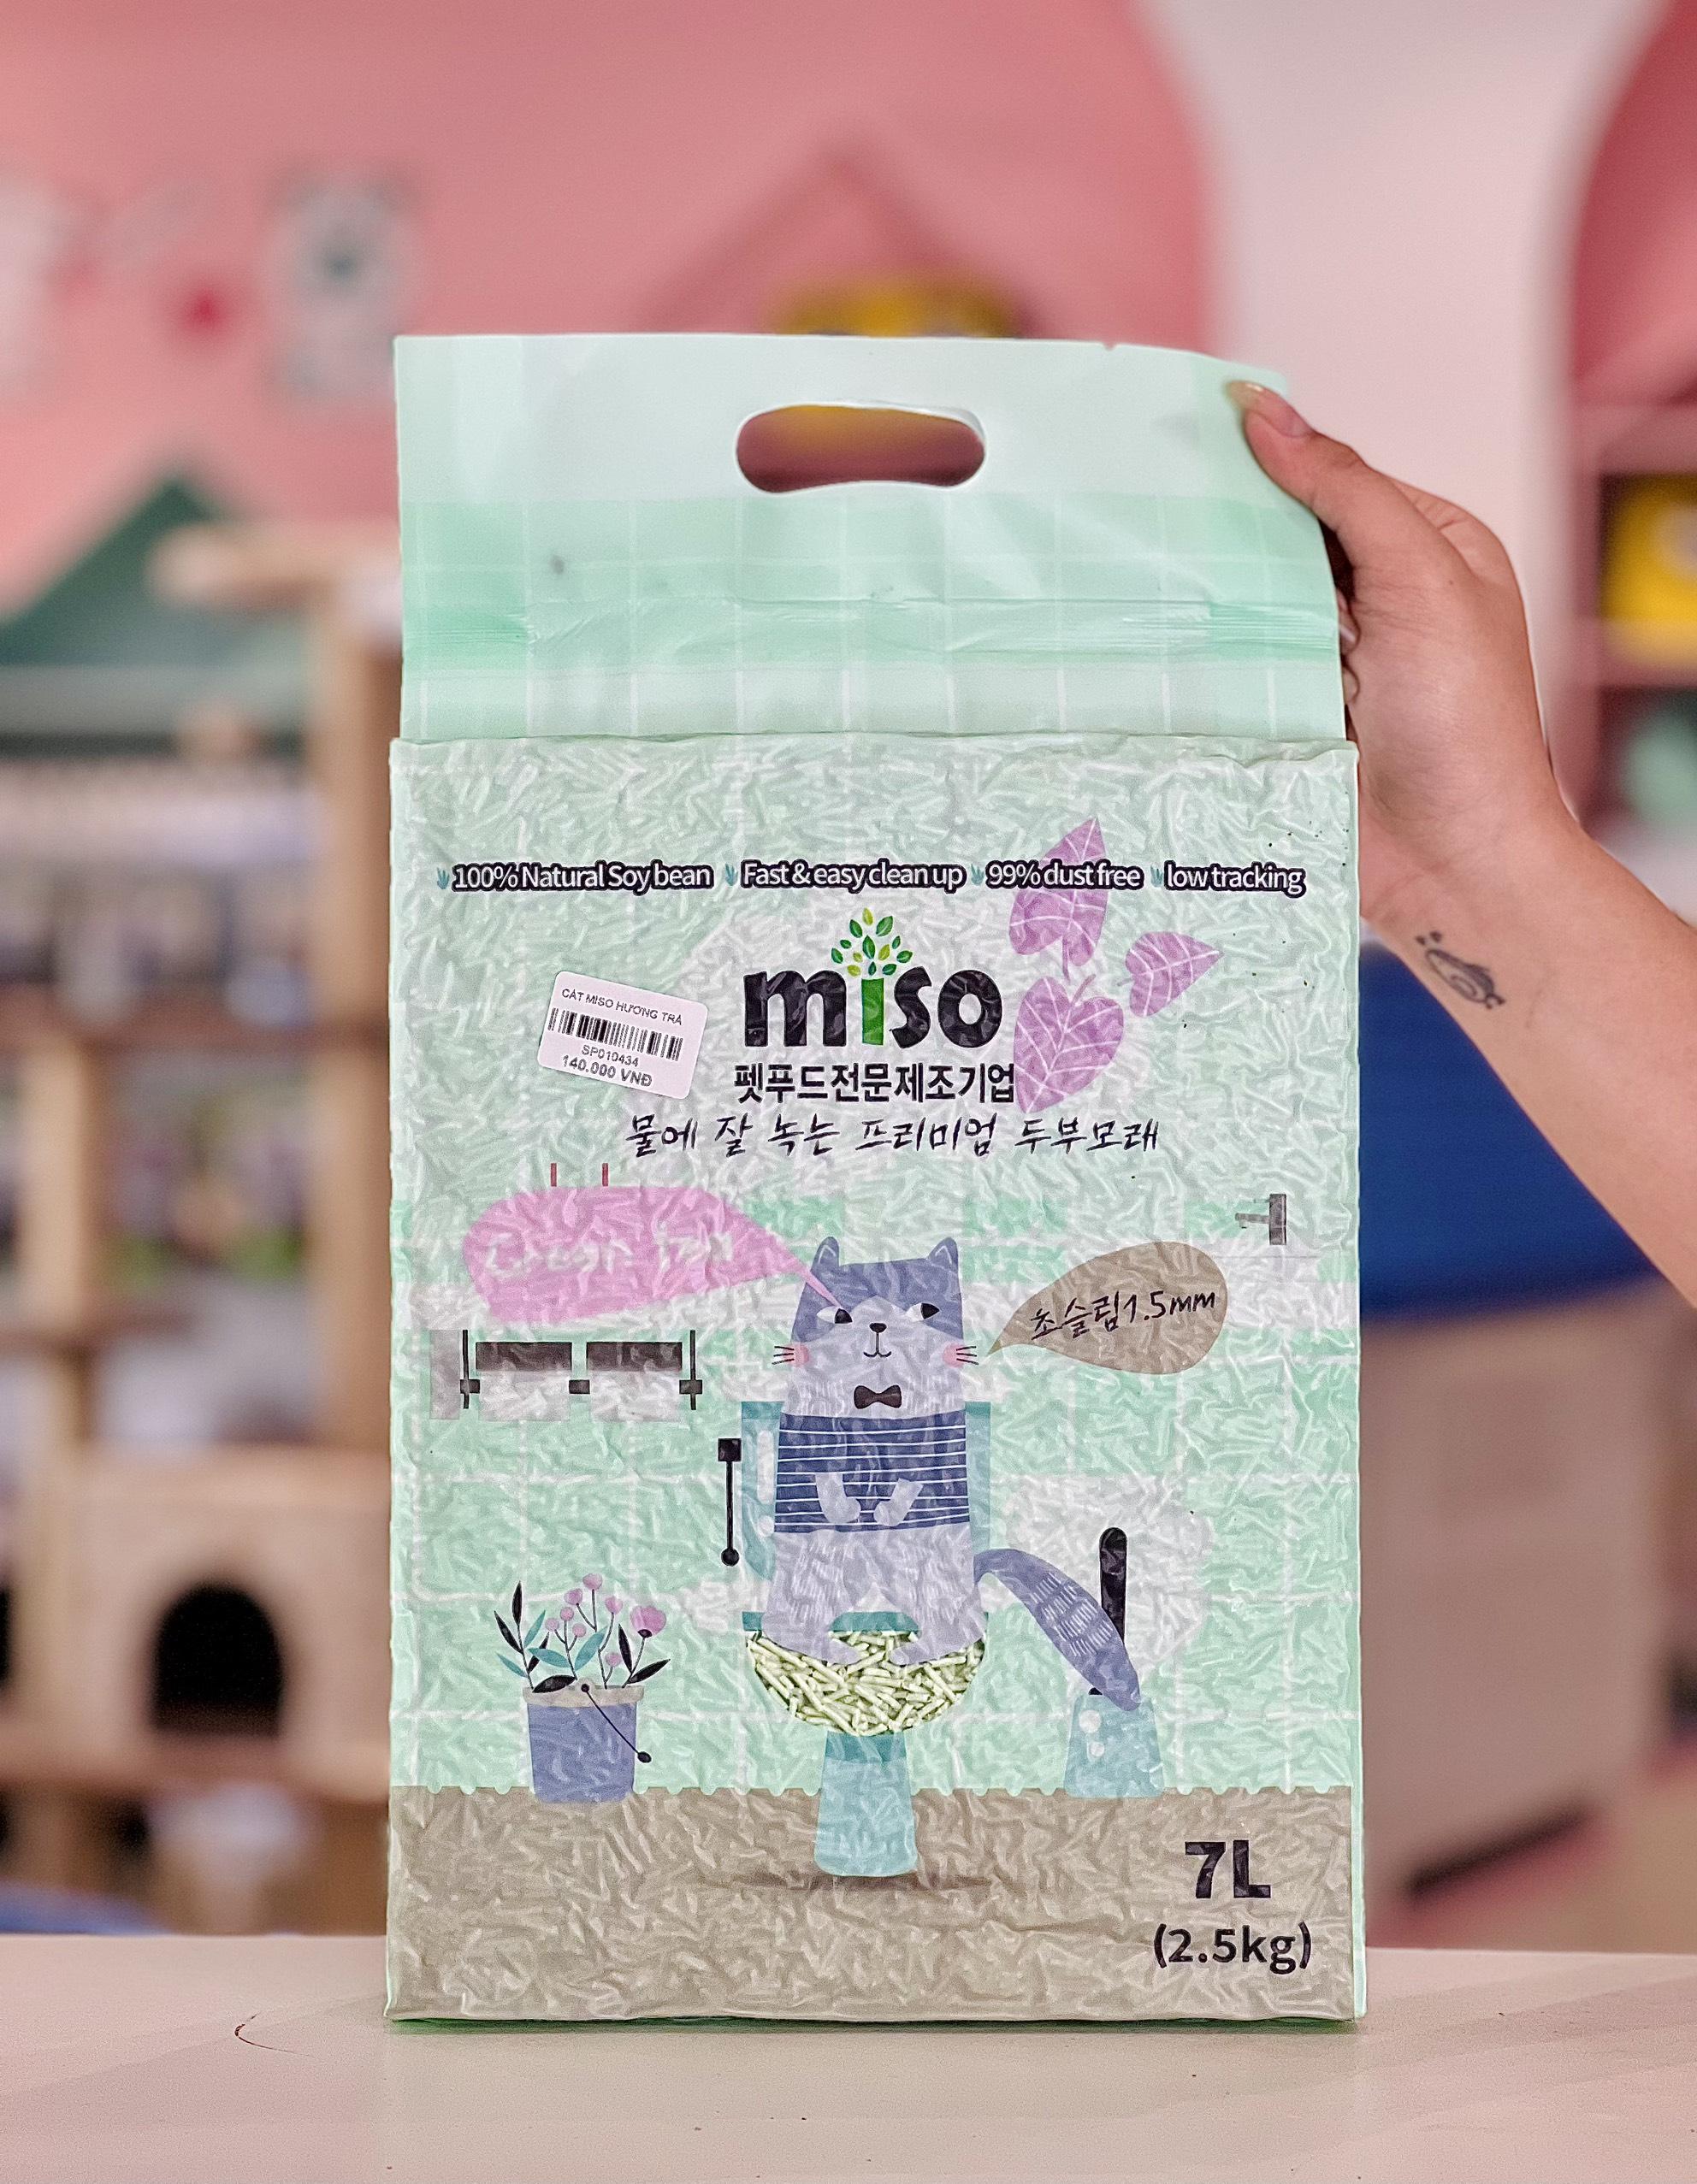 100% Natural Soy bean Fast & easy clean up 99% dust free low tracking
miso
펫푸드전문제조기업
물에 잘 녹는 프리미엄 두부모래
CÁT MISO HƯƠNG TRÀ
SP010434
140.000 VNĐ
초슬림1.5mm
7L
(2.5kg)